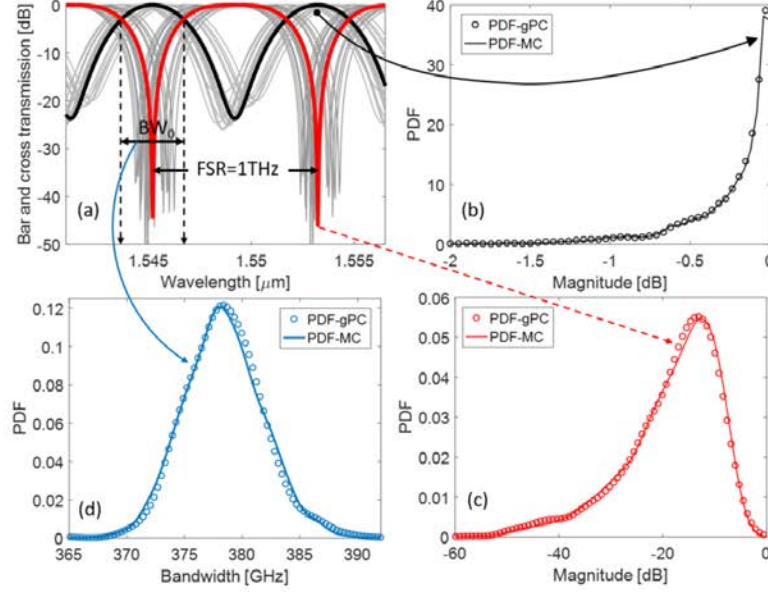 0
-10
-20
-30
-40
-50
Bar and cross transmission [dB]
BW₀
FSR=1THz
(a)
1.545
1.55
1.555
Wavelength [μm]
40
30
20
10
0
PDF
PDF-gPC
PDF-MC
(b)
-2
-1.5
-1
-0.5
0
Magnitude [dB]
0.12
0.1
0.08
0.06
0.04
0.02
0
PDF
PDF-gPC
PDF-MC
(d)
365
370
375
380
385
390
Bandwidth [GHz]
0.06
0.05
0.04
0.03
0.02
0.01
0
PDF
PDF-gPC
PDF-MC
(c)
-60
-40
-20
0
Magnitude [dB]